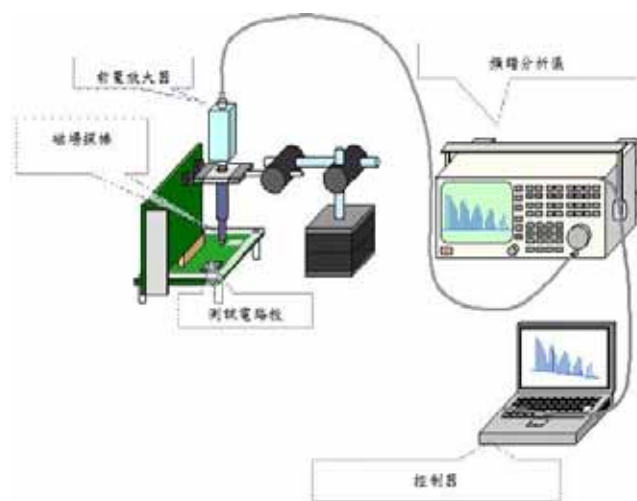 前置放大器
頻譜分析儀
磁場探棒
測試電路板
控制器